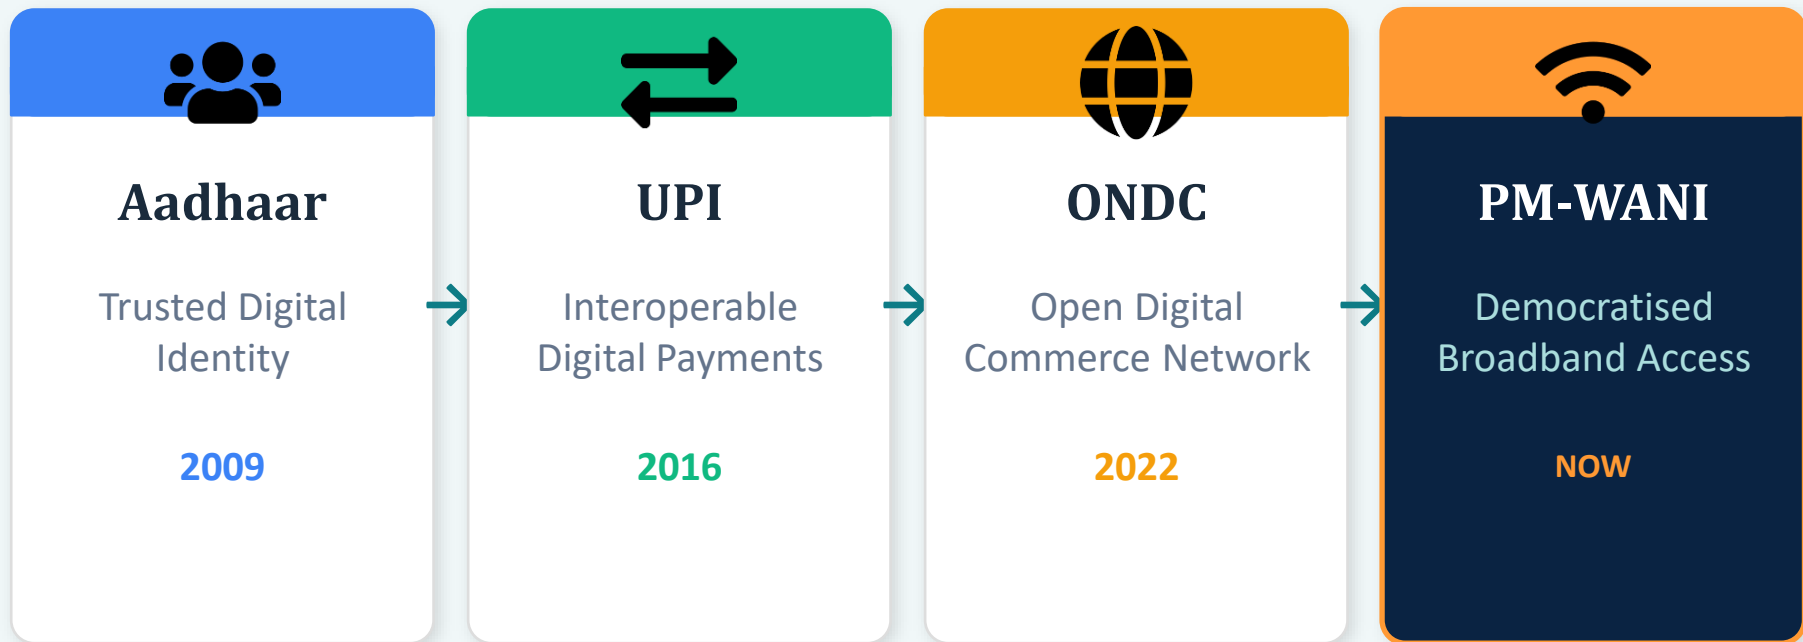 Aadhaar
Trusted Digital
Identity
2009
UPI
Interoperable
Digital Payments
2016
ONDC
Open Digital
Commerce Network
2022
PM-WANI
Democratised
Broadband Access
NOW